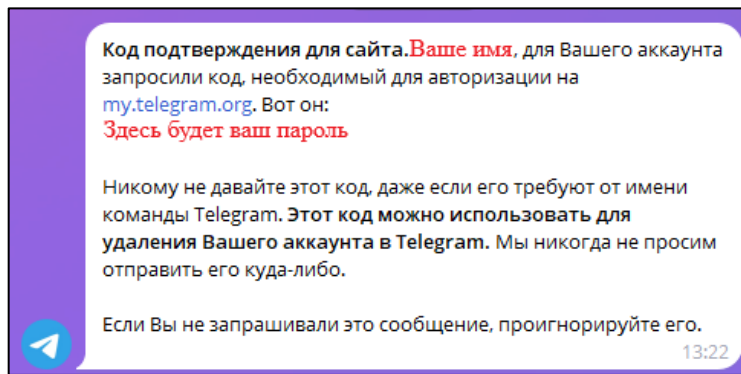 Код подтверждения для сайта.Ваше имя, для Вашего аккаунта
запросили код, необходимый для авторизации на
my.telegram.org. Вот он:
Здесь будет ваш пароль
Никому не давайте этот код, даже если его требуют от имени
команды Telegram. Этот код можно использовать для
удаления Вашего аккаунта в Telegram. Мы никогда не просим
отправить его куда-либо.
Если Вы не запрашивали это сообщение, проигнорируйте его.
13:22